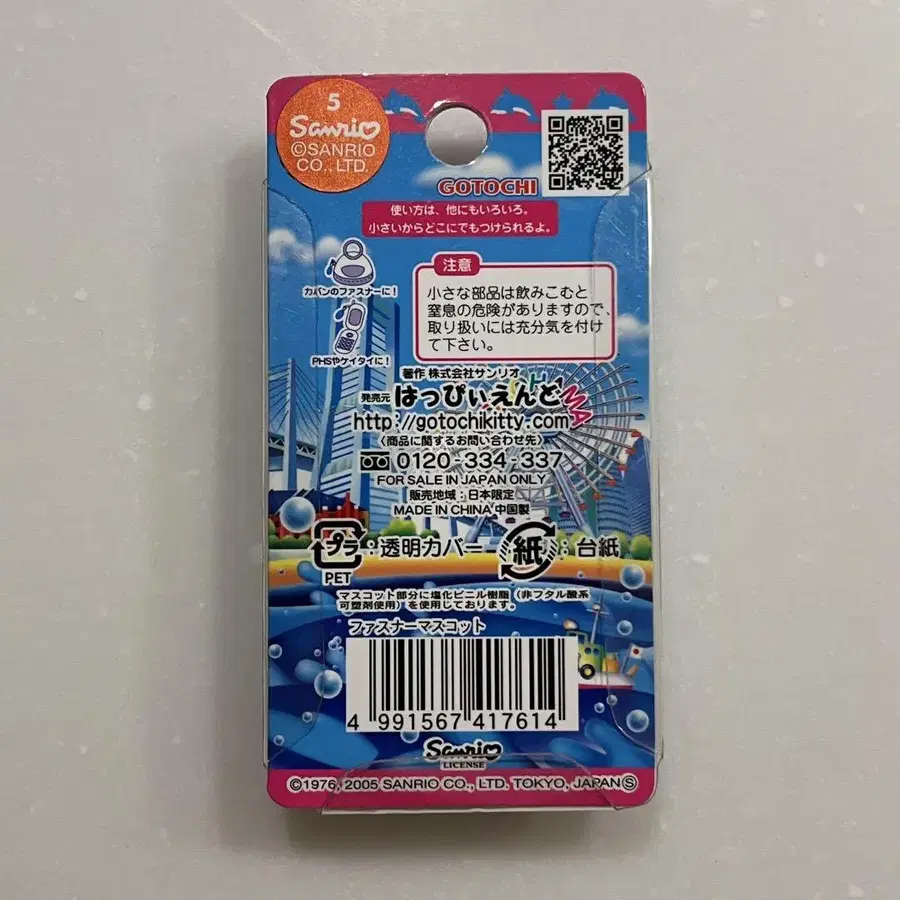 5
Sanrio
©SANRIO
CO., LTD.
GOTOCHI
使い方は、他にもいろいろ。
小さいからどこにでもつけられるよ。
カバンのファスナーに!
PHSやケイタイに!
注意
小さな部品は飲みこむと
窒息の危険がありますので、
取り扱いには充分気を付け
て下さい。
著作 株式会社サンリオ
発売元 はっぴぃえんど
http://gotochikitty.com
〈商品に関するお問い合わせ先〉
0120-334-337
FOR SALE IN JAPAN ONLY
販売地域:日本限定
MADE IN CHINA 中国製
プラ:透明カバー 紙:台紙
PET
マスコット部分に塩化ビニル樹脂(非フタル酸系
可塑剤使用)を使用しております。
ファスナーマスコット
4 991567 417614
Sanrio
LICENSE
©1976, 2005 SANRIO CO., LTD. TOKYO, JAPAN Ⓢ